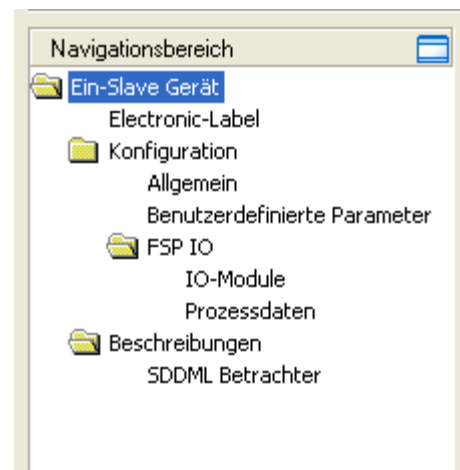 Navigationsbereich
Ein-Slave Gerät
Electronic-Label
Konfiguration
Allgemein
Benutzerdefinierte Parameter
FSP IO
IO-Module
Prozessdaten
Beschreibungen
SDDML Betrachter